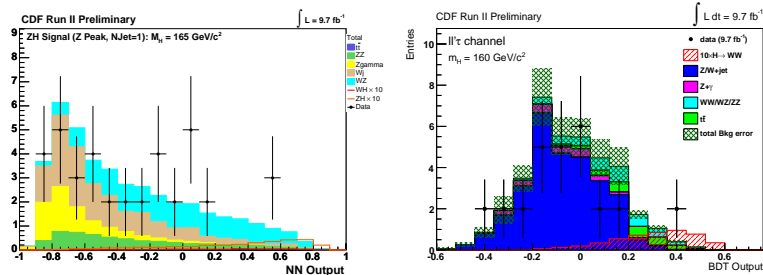 CDF Run II Preliminary
∫ L = 9.7 fb⁻¹
ZH Signal (Z Peak, NJet=1): M_H = 165 GeV/c²
Total
tt̄
ZZ
Zgamma
Wj
WZ
WH × 10
ZH × 10
Data
9
8
7
6
5
4
3
2
1
0
-1 -0.8 -0.6 -0.4 -0.2 0 0.2 0.4 0.6 0.8 1
NN Output
CDF Run II Preliminary
∫ L dt = 9.7 fb⁻¹
Entries
ll'τ channel
m_H = 160 GeV/c²
data (9.7 fb⁻¹)
10×H→ WW
Z/W+jet
Z+γ
WW/WZ/ZZ
tt̄
total Bkg error
10
8
6
4
2
0
-0.6 -0.4 -0.2 0 0.2 0.4 0.6
BDT Output